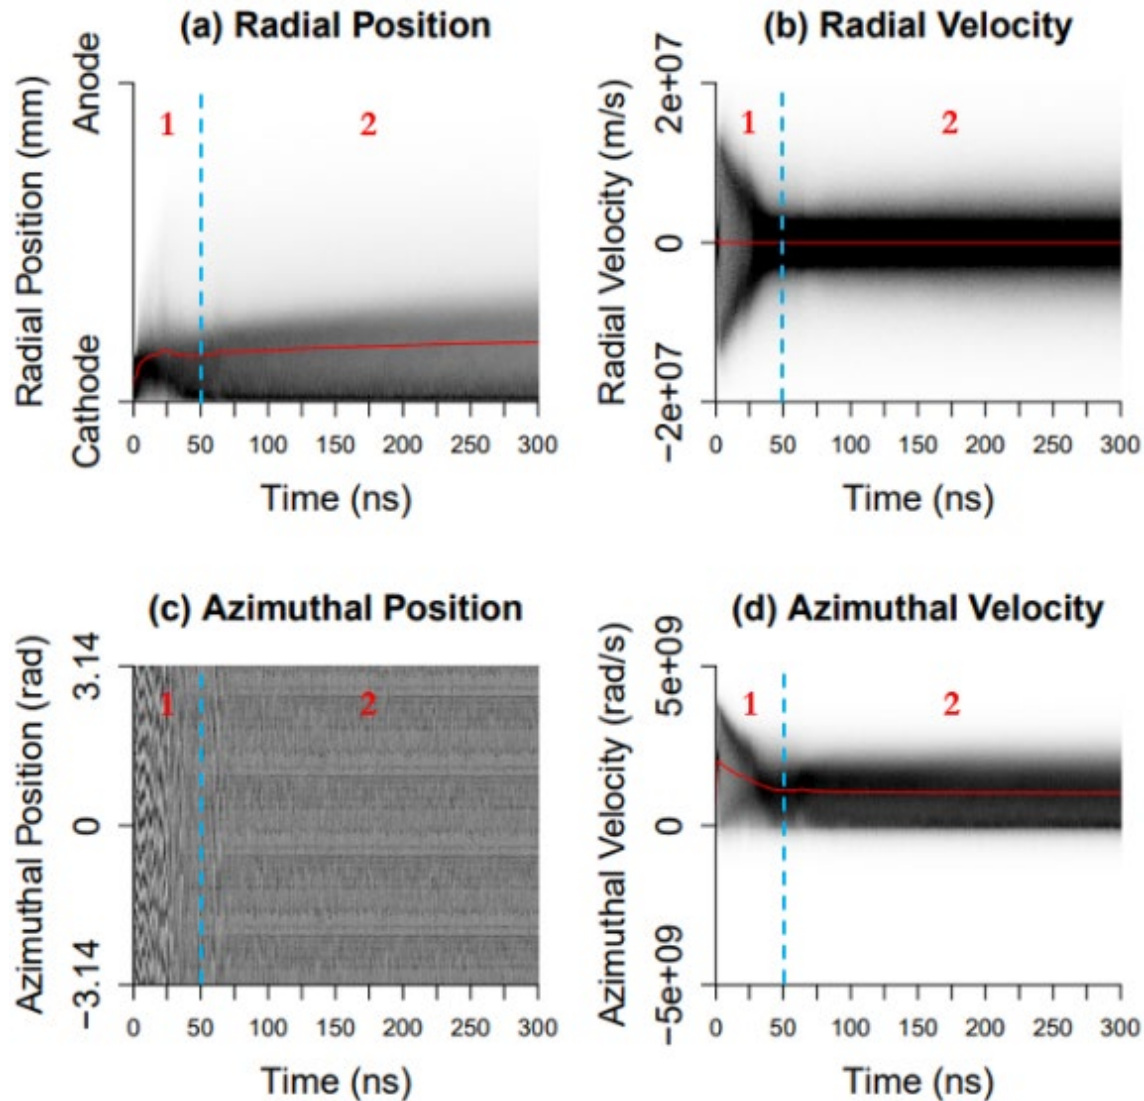 (a) Radial Position
Radial Position (mm)
Anode
Cathode
1
2
0
50
100
150
200
250
300
Time (ns)
(b) Radial Velocity
Radial Velocity (m/s)
2e+07
0
−2e+07
1
2
0
50
100
150
200
250
300
Time (ns)
(c) Azimuthal Position
Azimuthal Position (rad)
3.14
0
−3.14
1
2
0
50
100
150
200
250
300
Time (ns)
(d) Azimuthal Velocity
Azimuthal Velocity (rad/s)
5e+09
0
−5e+09
1
2
0
50
100
150
200
250
300
Time (ns)